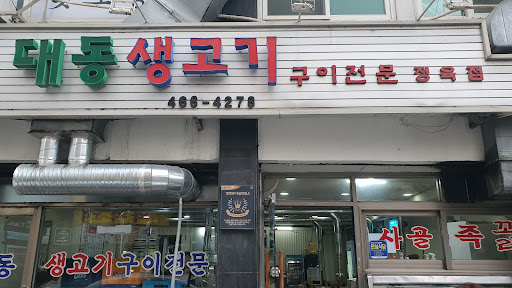 대동생고기 구이전문 정육점
466-4278
동 생고기구이전문
사골 족